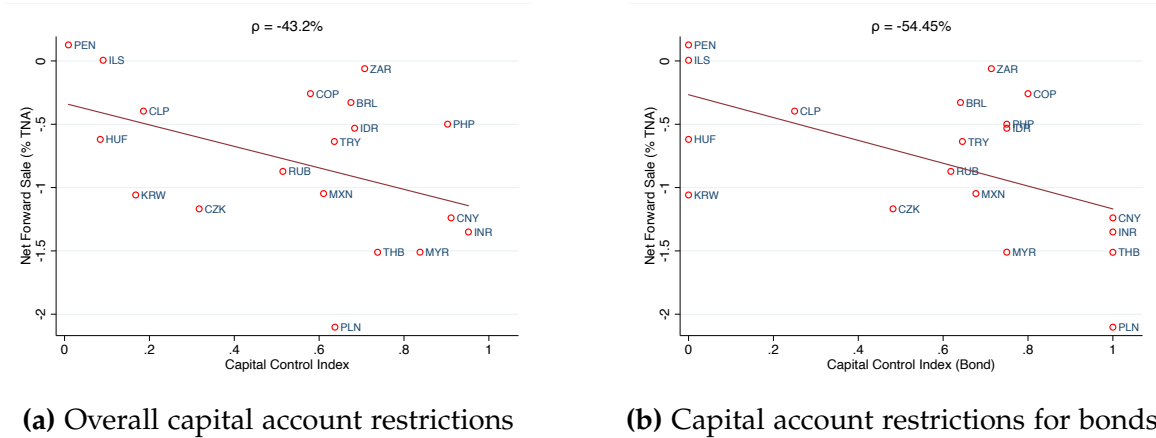 ρ = -43.2%
Net Forward Sale (% TNA)
0
-.5
-1
-1.5
-2
PEN
ILS
ZAR
COP
BRL
CLP
PHP
IDR
HUF
TRY
RUB
KRW
MXN
CZK
CNY
INR
THB
MYR
PLN
0 .2 .4 .6 .8 1
Capital Control Index
(a) Overall capital account restrictions
ρ = -54.45%
Net Forward Sale (% TNA)
0
-.5
-1
-1.5
-2
PEN
ILS
ZAR
COP
BRL
CLP
PHP
IDR
HUF
TRY
RUB
KRW
MXN
CZK
CNY
INR
MYR
THB
PLN
0 .2 .4 .6 .8 1
Capital Control Index (Bond)
(b) Capital account restrictions for bonds